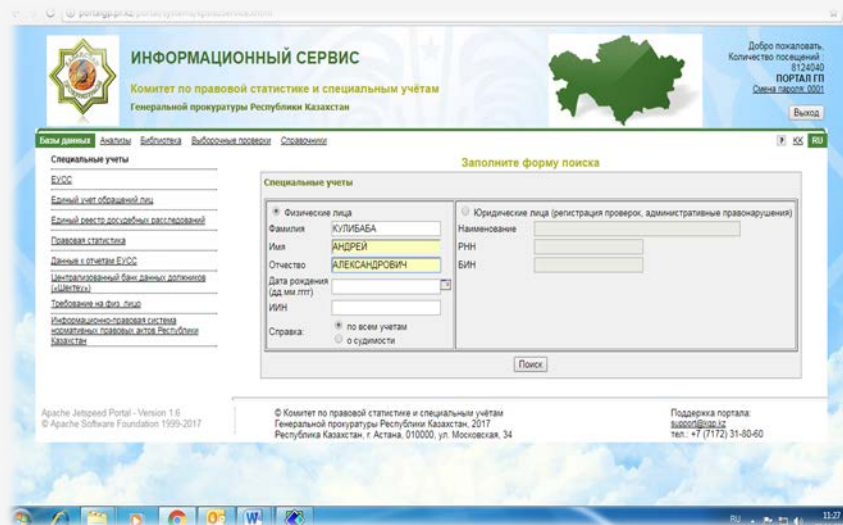 ИНФОРМАЦИОННЫЙ СЕРВИС
Комитет по правовой статистике и специальным учётам
Генеральной прокуратуры Республики Казахстан
Добро пожаловать,
Количество посещений :
8124040
ПОРТАЛ ГП
Смена пароля: 0001
Выход
Базы данных Анализы Библиотека Выборочные проверки Справочники
? KK RU
Специальные учеты
ЕУСС
Единый учет обращений лиц
Единый реестр досудебных расследований
Правовая статистика
Данные к отчетам ЕУСС
Централизованный банк данных должников
(«Шектеу»)
Требование на физ. лицо
Информационно-правовая система
нормативных правовых актов Республики
Казахстан
Заполните форму поиска
Специальные учеты
Физические лица
Фамилия КУЛИБАБА
Имя АНДРЕЙ
Отчество АЛЕКСАНДРОВИЧ
Дата рождения
(дд.мм.гггг)
ИИН
Справка: по всем учетам
о судимости
Юридические лица (регистрация проверок, административные правонарушения)
Наименование
РНН
БИН
Поиск
Apache Jetspeed Portal - Version 1.6
© Apache Software Foundation 1999-2017
© Комитет по правовой статистике и специальным учётам
Генеральной прокуратуры Республики Казахстан, 2017
Республика Казахстан, г. Астана, 010000, ул. Московская, 34
Поддержка портала:
support@kgp.kz
тел.: +7 (7172) 31-80-60
RU
11:27